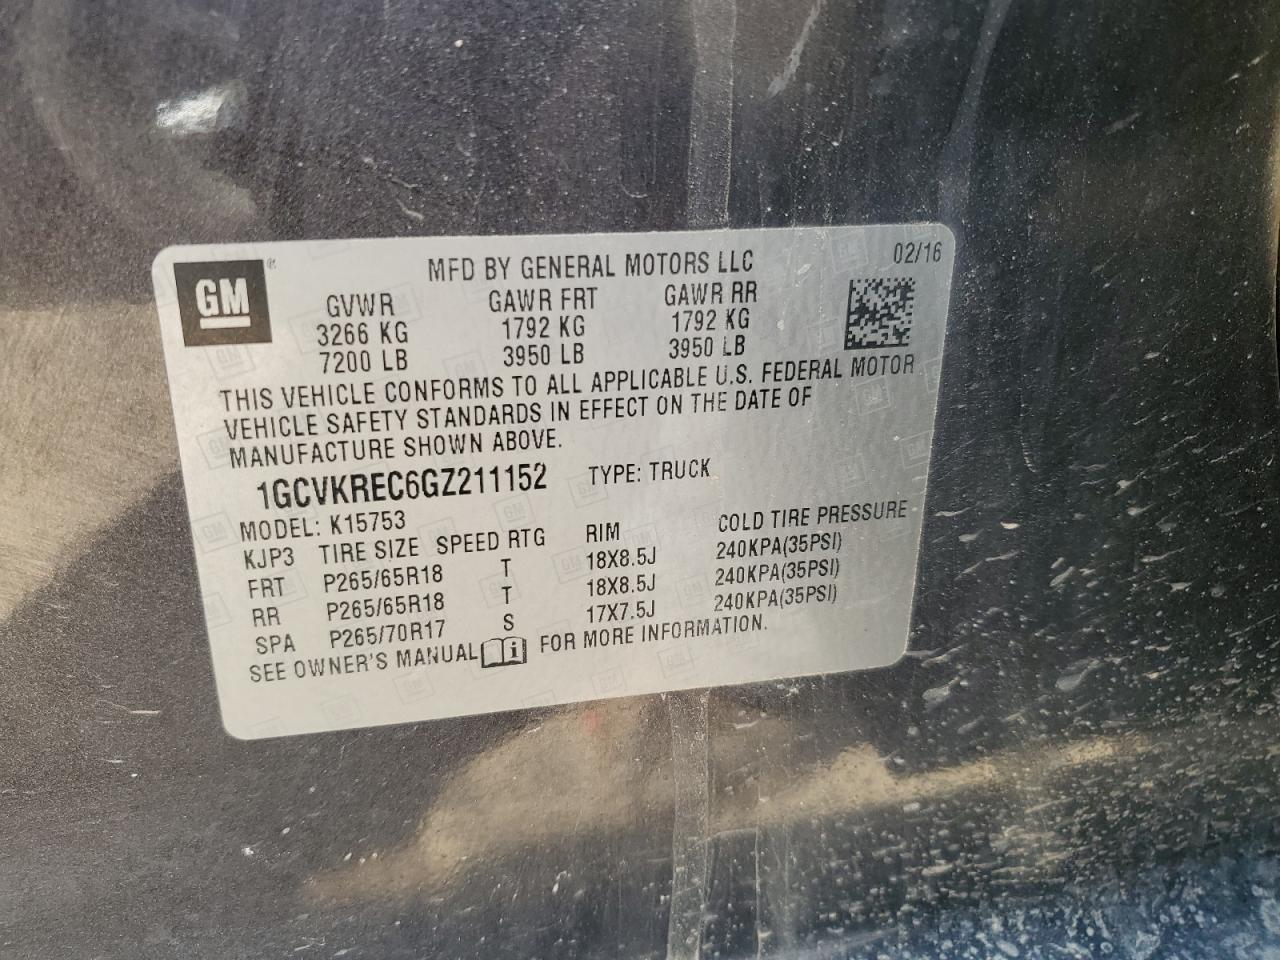 GM ® MFD BY GENERAL MOTORS LLC 02/16
GVWR GAWR FRT GAWR RR
3266 KG 1792 KG 1792 KG
7200 LB 3950 LB 3950 LB
THIS VEHICLE CONFORMS TO ALL APPLICABLE U.S. FEDERAL MOTOR
VEHICLE SAFETY STANDARDS IN EFFECT ON THE DATE OF
MANUFACTURE SHOWN ABOVE.
1GCVKREC6GZ211152 TYPE: TRUCK
MODEL: K15753
KJP3 TIRE SIZE SPEED RTG RIM COLD TIRE PRESSURE
FRT P265/65R18 T 18X8.5J 240KPA(35PSI)
RR P265/65R18 T 18X8.5J 240KPA(35PSI)
SPA P265/70R17 S 17X7.5J 240KPA(35PSI)
SEE OWNER'S MANUAL i FOR MORE INFORMATION.